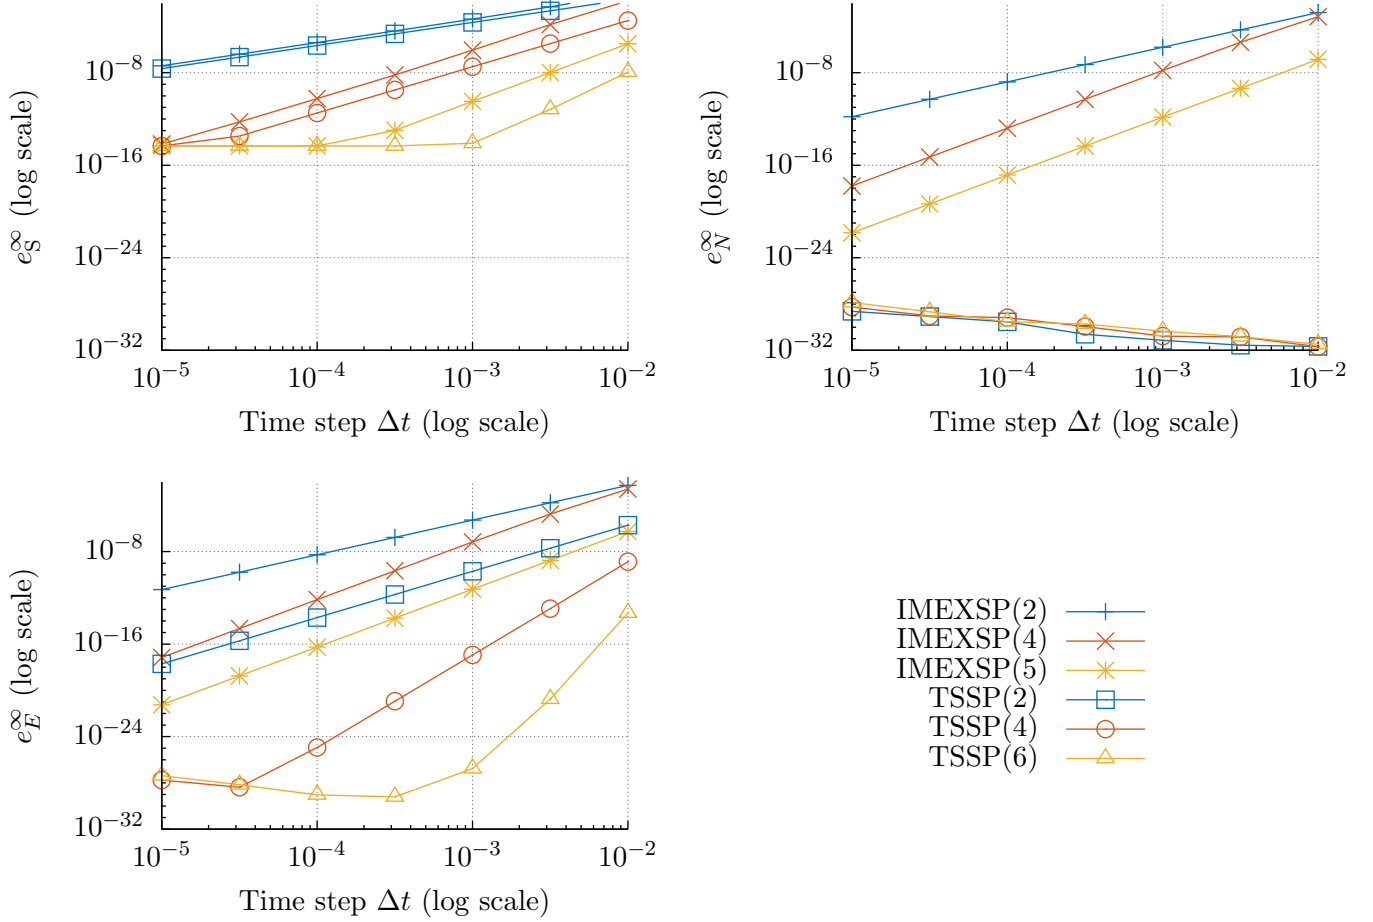 10^{-8}
10^{-16}
10^{-24}
10^{-32}
10^{-5}
10^{-4}
10^{-3}
10^{-2}
e_S^∞ (log scale)
Time step Δt (log scale)
10^{-8}
10^{-16}
10^{-24}
10^{-32}
10^{-5}
10^{-4}
10^{-3}
10^{-2}
e_N^∞ (log scale)
Time step Δt (log scale)
10^{-8}
10^{-16}
10^{-24}
10^{-32}
10^{-5}
10^{-4}
10^{-3}
10^{-2}
e_E^∞ (log scale)
Time step Δt (log scale)
IMEXSP(2)
IMEXSP(4)
IMEXSP(5)
TSSP(2)
TSSP(4)
TSSP(6)